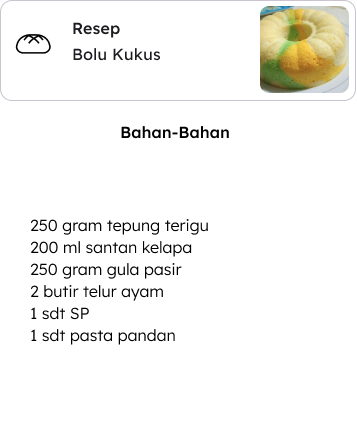 Resep
Bolu Kukus
Bahan-Bahan
250 gram tepung terigu
200 ml santan kelapa
250 gram gula pasir
2 butir telur ayam
1 sdt SP
1 sdt pasta pandan